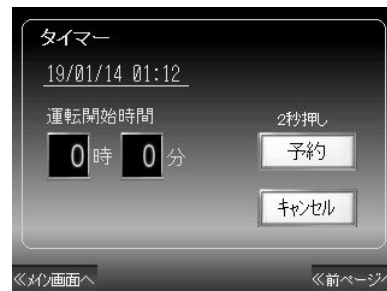 タイマー
19/01/14 01:12
運転開始時間
0時 0分
2秒押し
予約
キャンセル
≪メイン画面へ
≪前ページへ